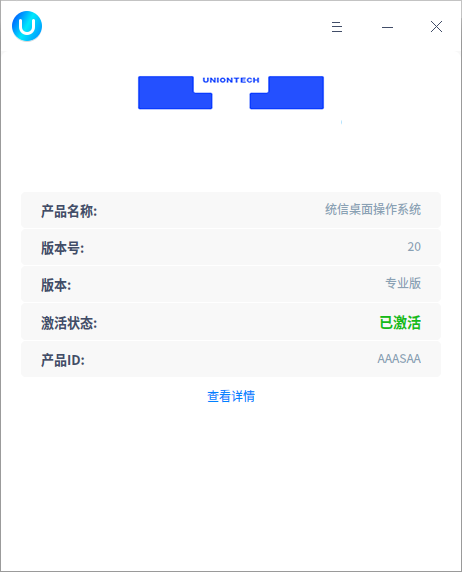 UNIONTECH
产品名称: 统信桌面操作系统
版本号: 20
版本: 专业版
激活状态: 已激活
产品ID: AAASAA
查看详情